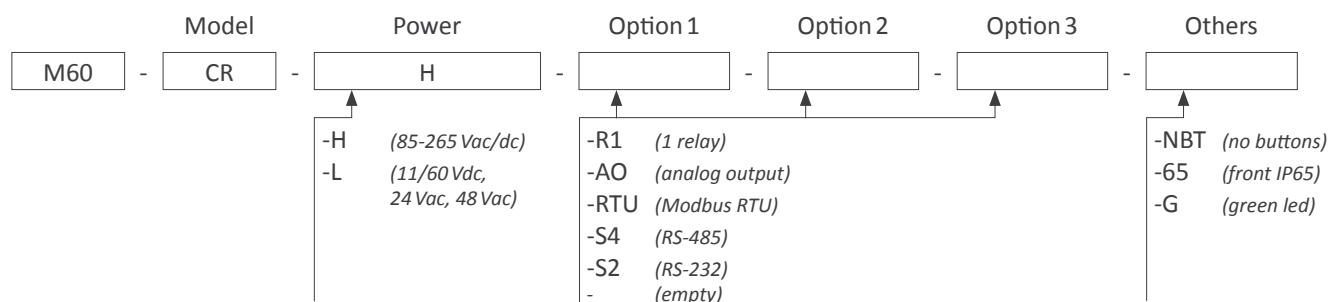 Model Power Option 1 Option 2 Option 3 Others
M60 - CR - H - - - -
-H (85-265 Vac/dc)
-L (11/60 Vdc,
24 Vac, 48 Vac)
-R1 (1 relay)
-AO (analog output)
-RTU (Modbus RTU)
-S4 (RS-485)
-S2 (RS-232)
- (empty)
-NBT (no buttons)
-65 (front IP65)
-G (green led)